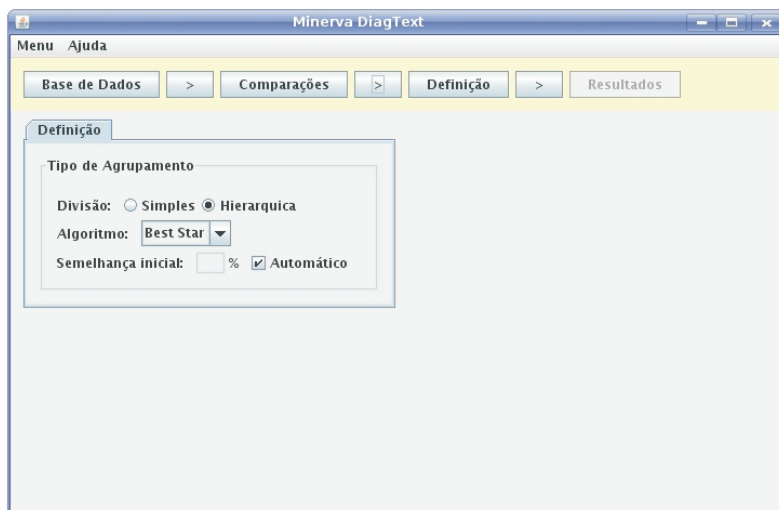 Minerva DiagText
Menu Ajuda
Base de Dados > Comparações > Definição > Resultados
Definição
Tipo de Agrupamento
Divisão: Simples Hierarquica
Algoritmo: Best Star
Semelhança inicial: % Automático